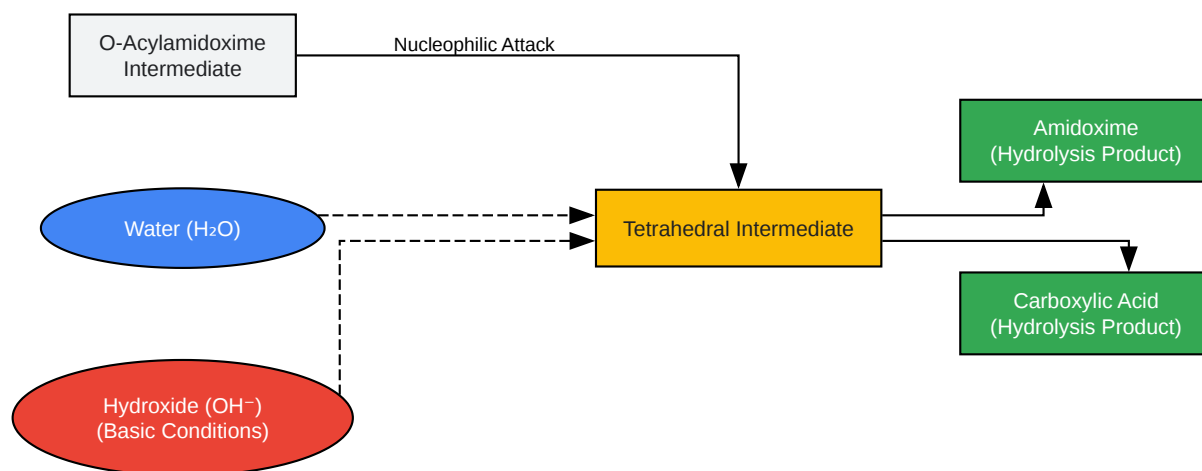 O-Acylamidoxime
Intermediate
Nucleophilic Attack
Amidoxime
(Hydrolysis Product)
Water (H₂O)
Tetrahedral Intermediate
Carboxylic Acid
(Hydrolysis Product)
Hydroxide (OH⁻)
(Basic Conditions)